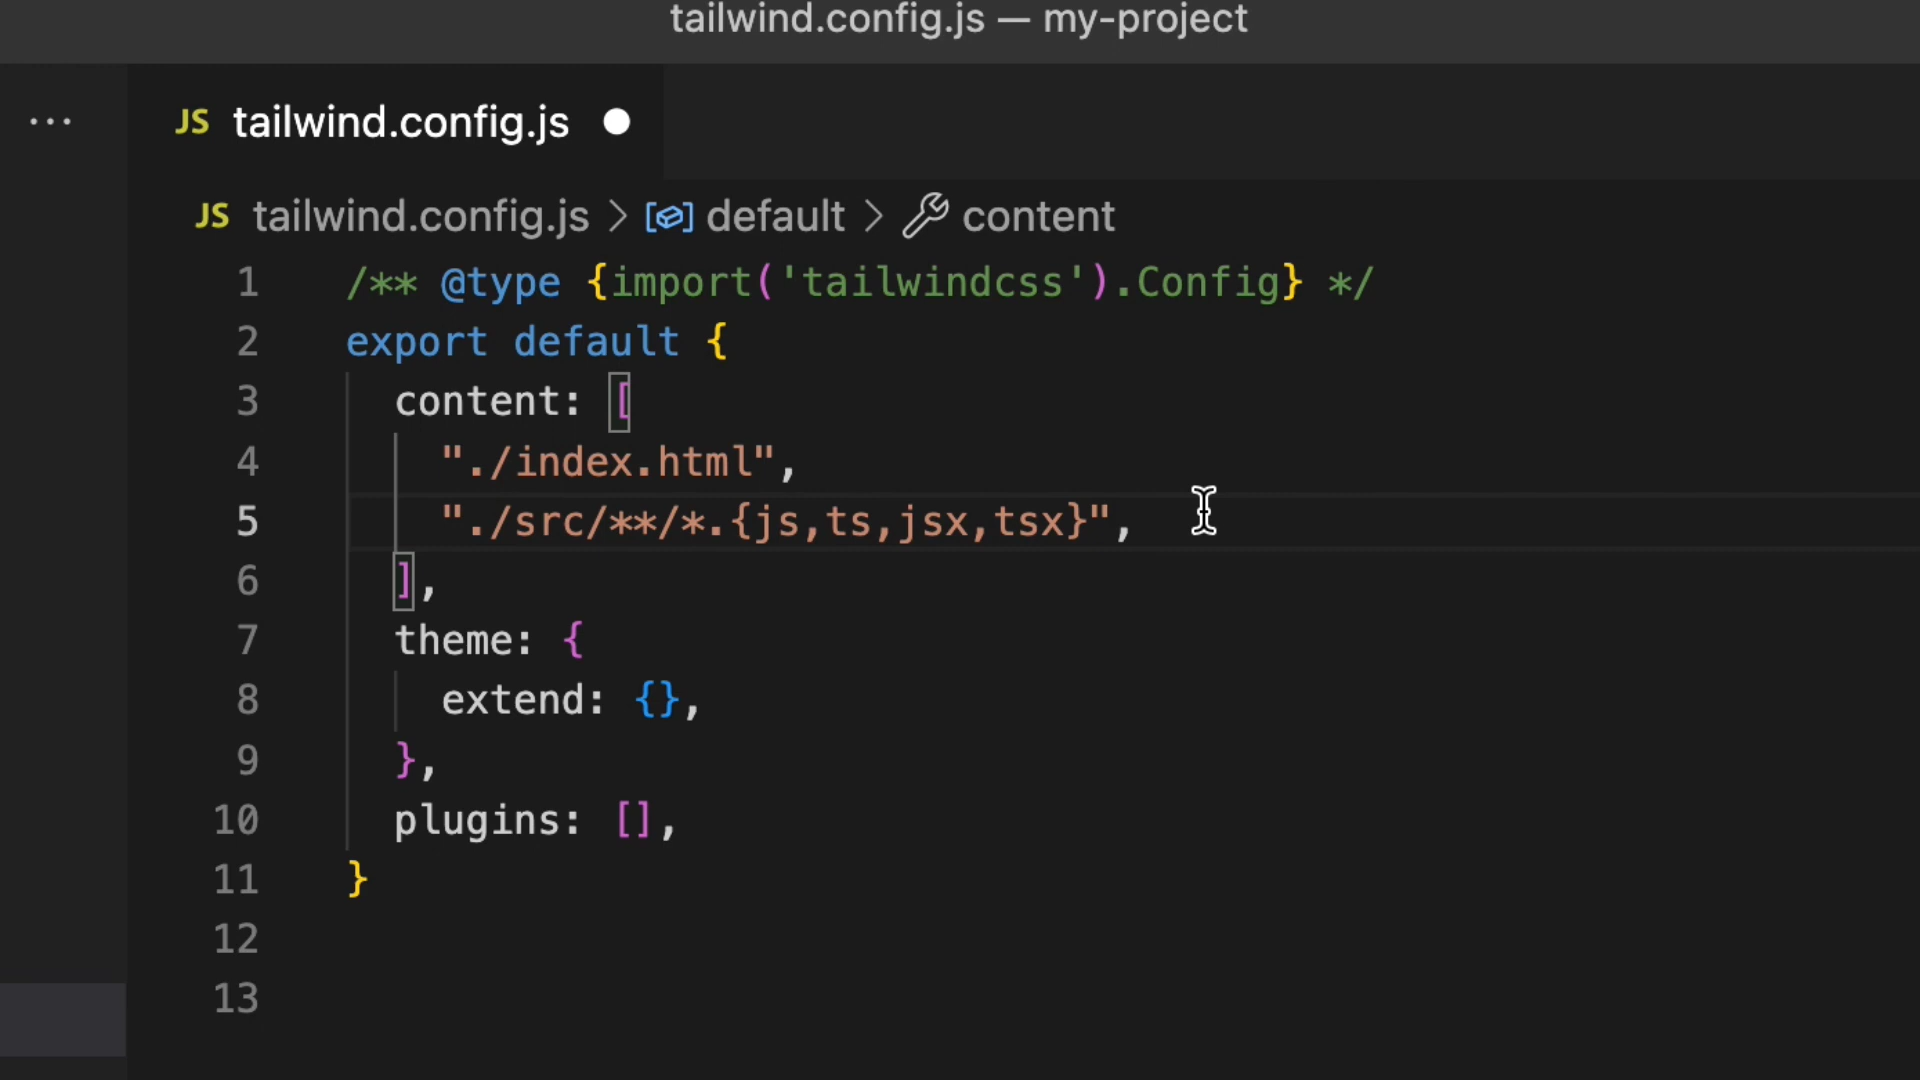 tailwind.config.js — my-project
... JS tailwind.config.js ●
JS tailwind.config.js > default > content
1 /** @type {import('tailwindcss').Config} */
2 export default {
3 content: [
4 "./index.html",
5 "./src/**/*.{js,ts,jsx,tsx}",
6 ],
7 theme: {
8 extend: {},
9 },
10 plugins: [],
11 }
12
13